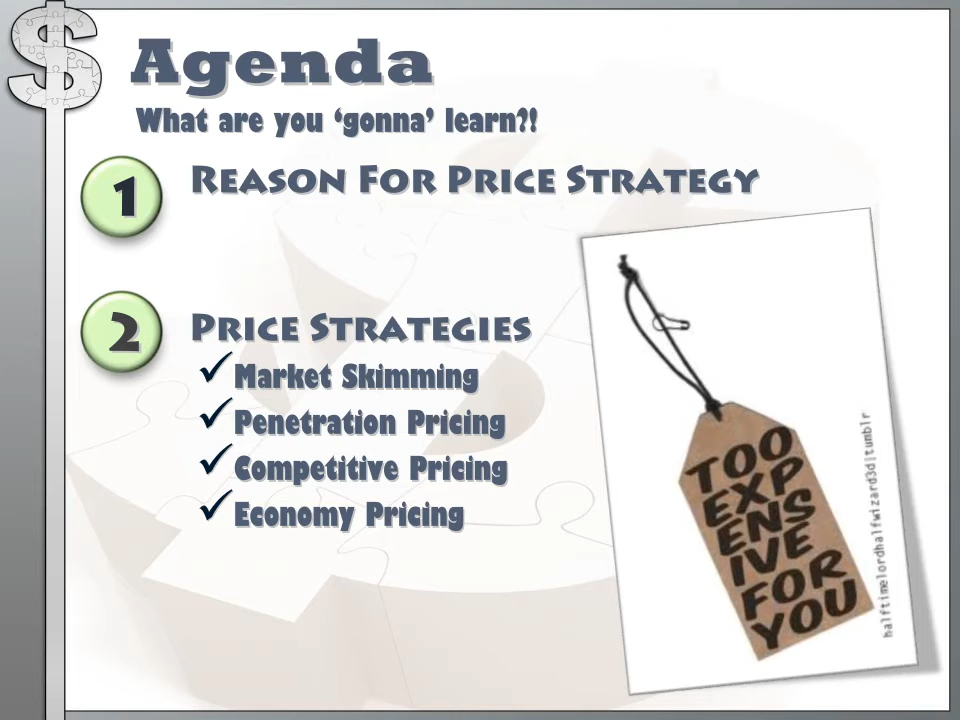 Agenda
What are you ‘gonna’ learn?!
1
Reason For Price Strategy
2
Price Strategies
Market Skimming
Penetration Pricing
Competitive Pricing
Economy Pricing
TOO
EXP
ENS
IVE
FOR
YOU
halftimelordhalfwizard3d|tumblr